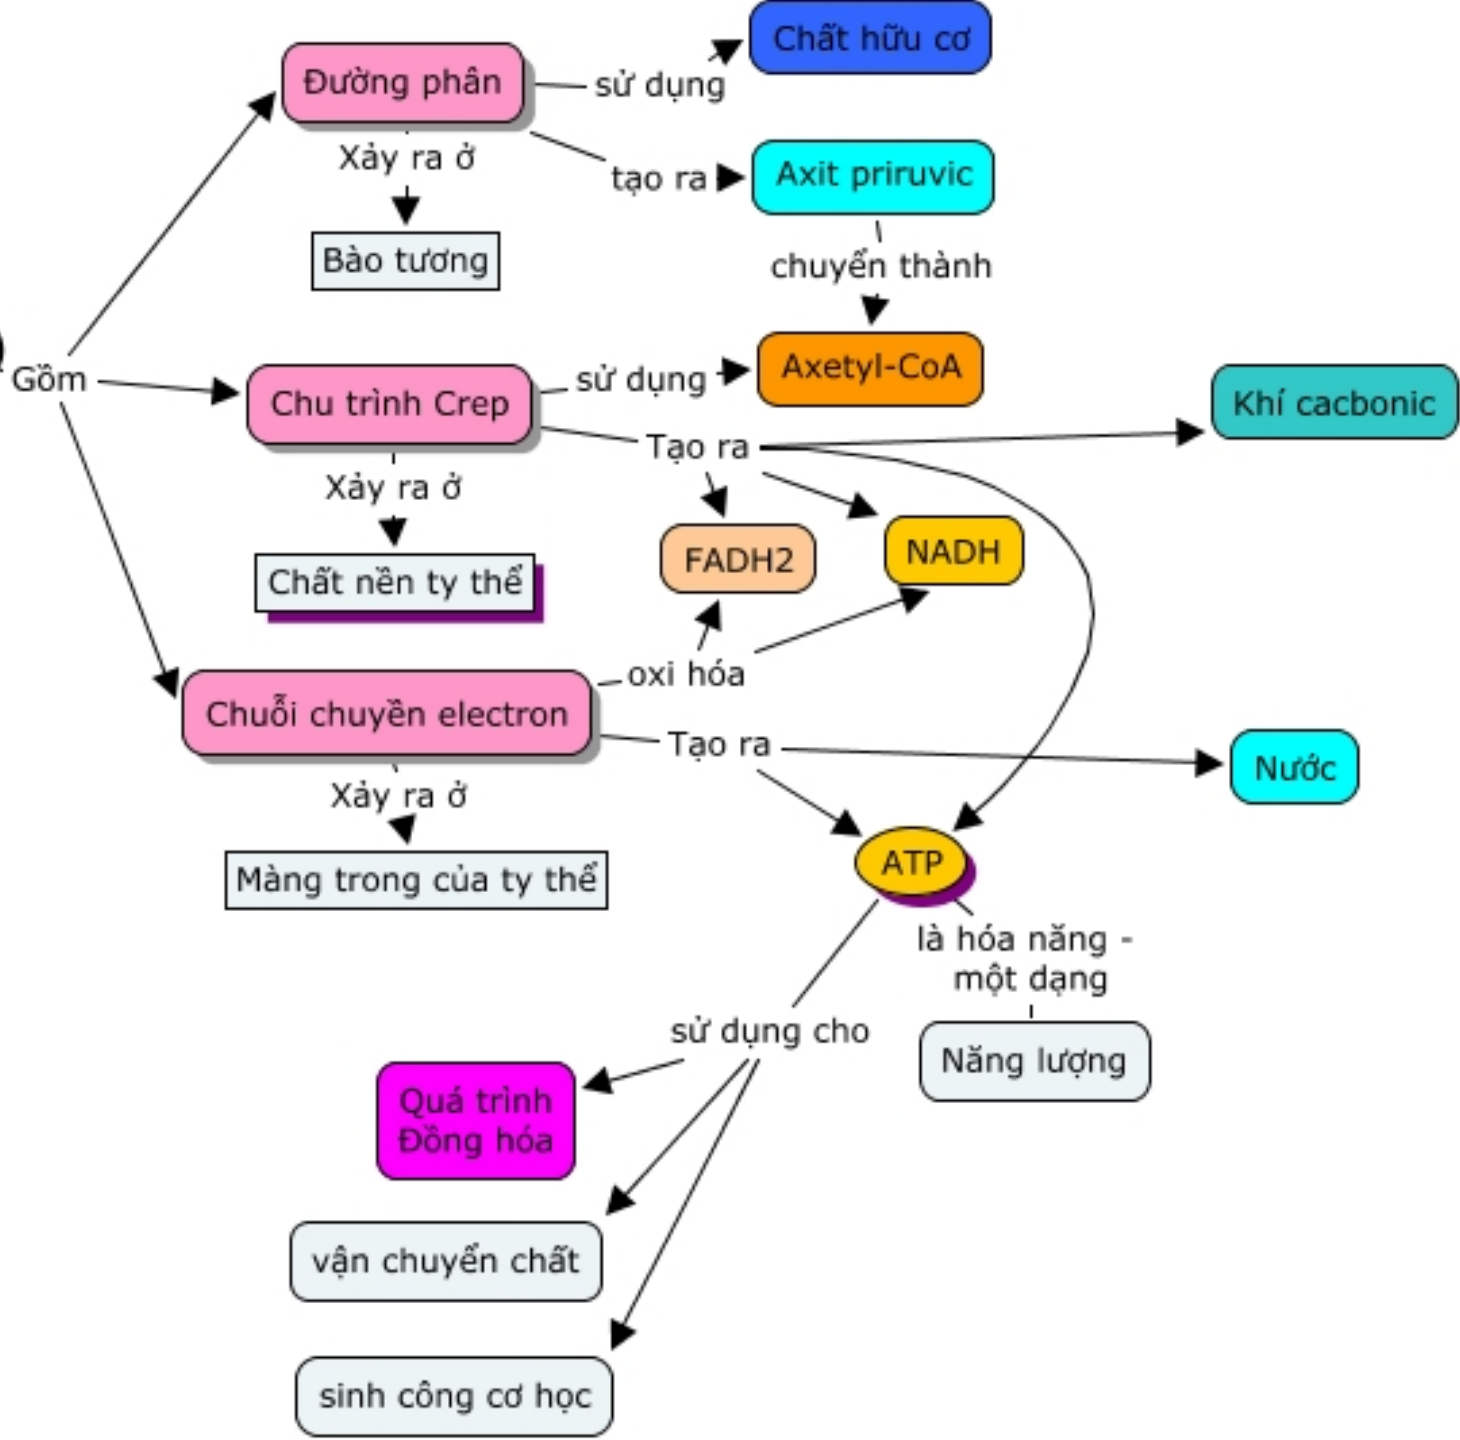 Chất hữu cơ
Đường phân
sử dụng
Xảy ra ở
tạo ra
Axit priruvic
Bào tương
chuyển thành
Gồm
Chu trình Crep
sử dụng
Axetyl-CoA
Khí cacbonic
Tạo ra
Xảy ra ở
FADH2
NADH
Chất nền ty thể
oxi hóa
Chuỗi chuyền electron
Tạo ra
Nước
Xảy ra ở
Màng trong của ty thể
ATP
là hóa năng -
một dạng
sử dụng cho
Năng lượng
Quá trình
Đồng hóa
vận chuyển chất
sinh công cơ học